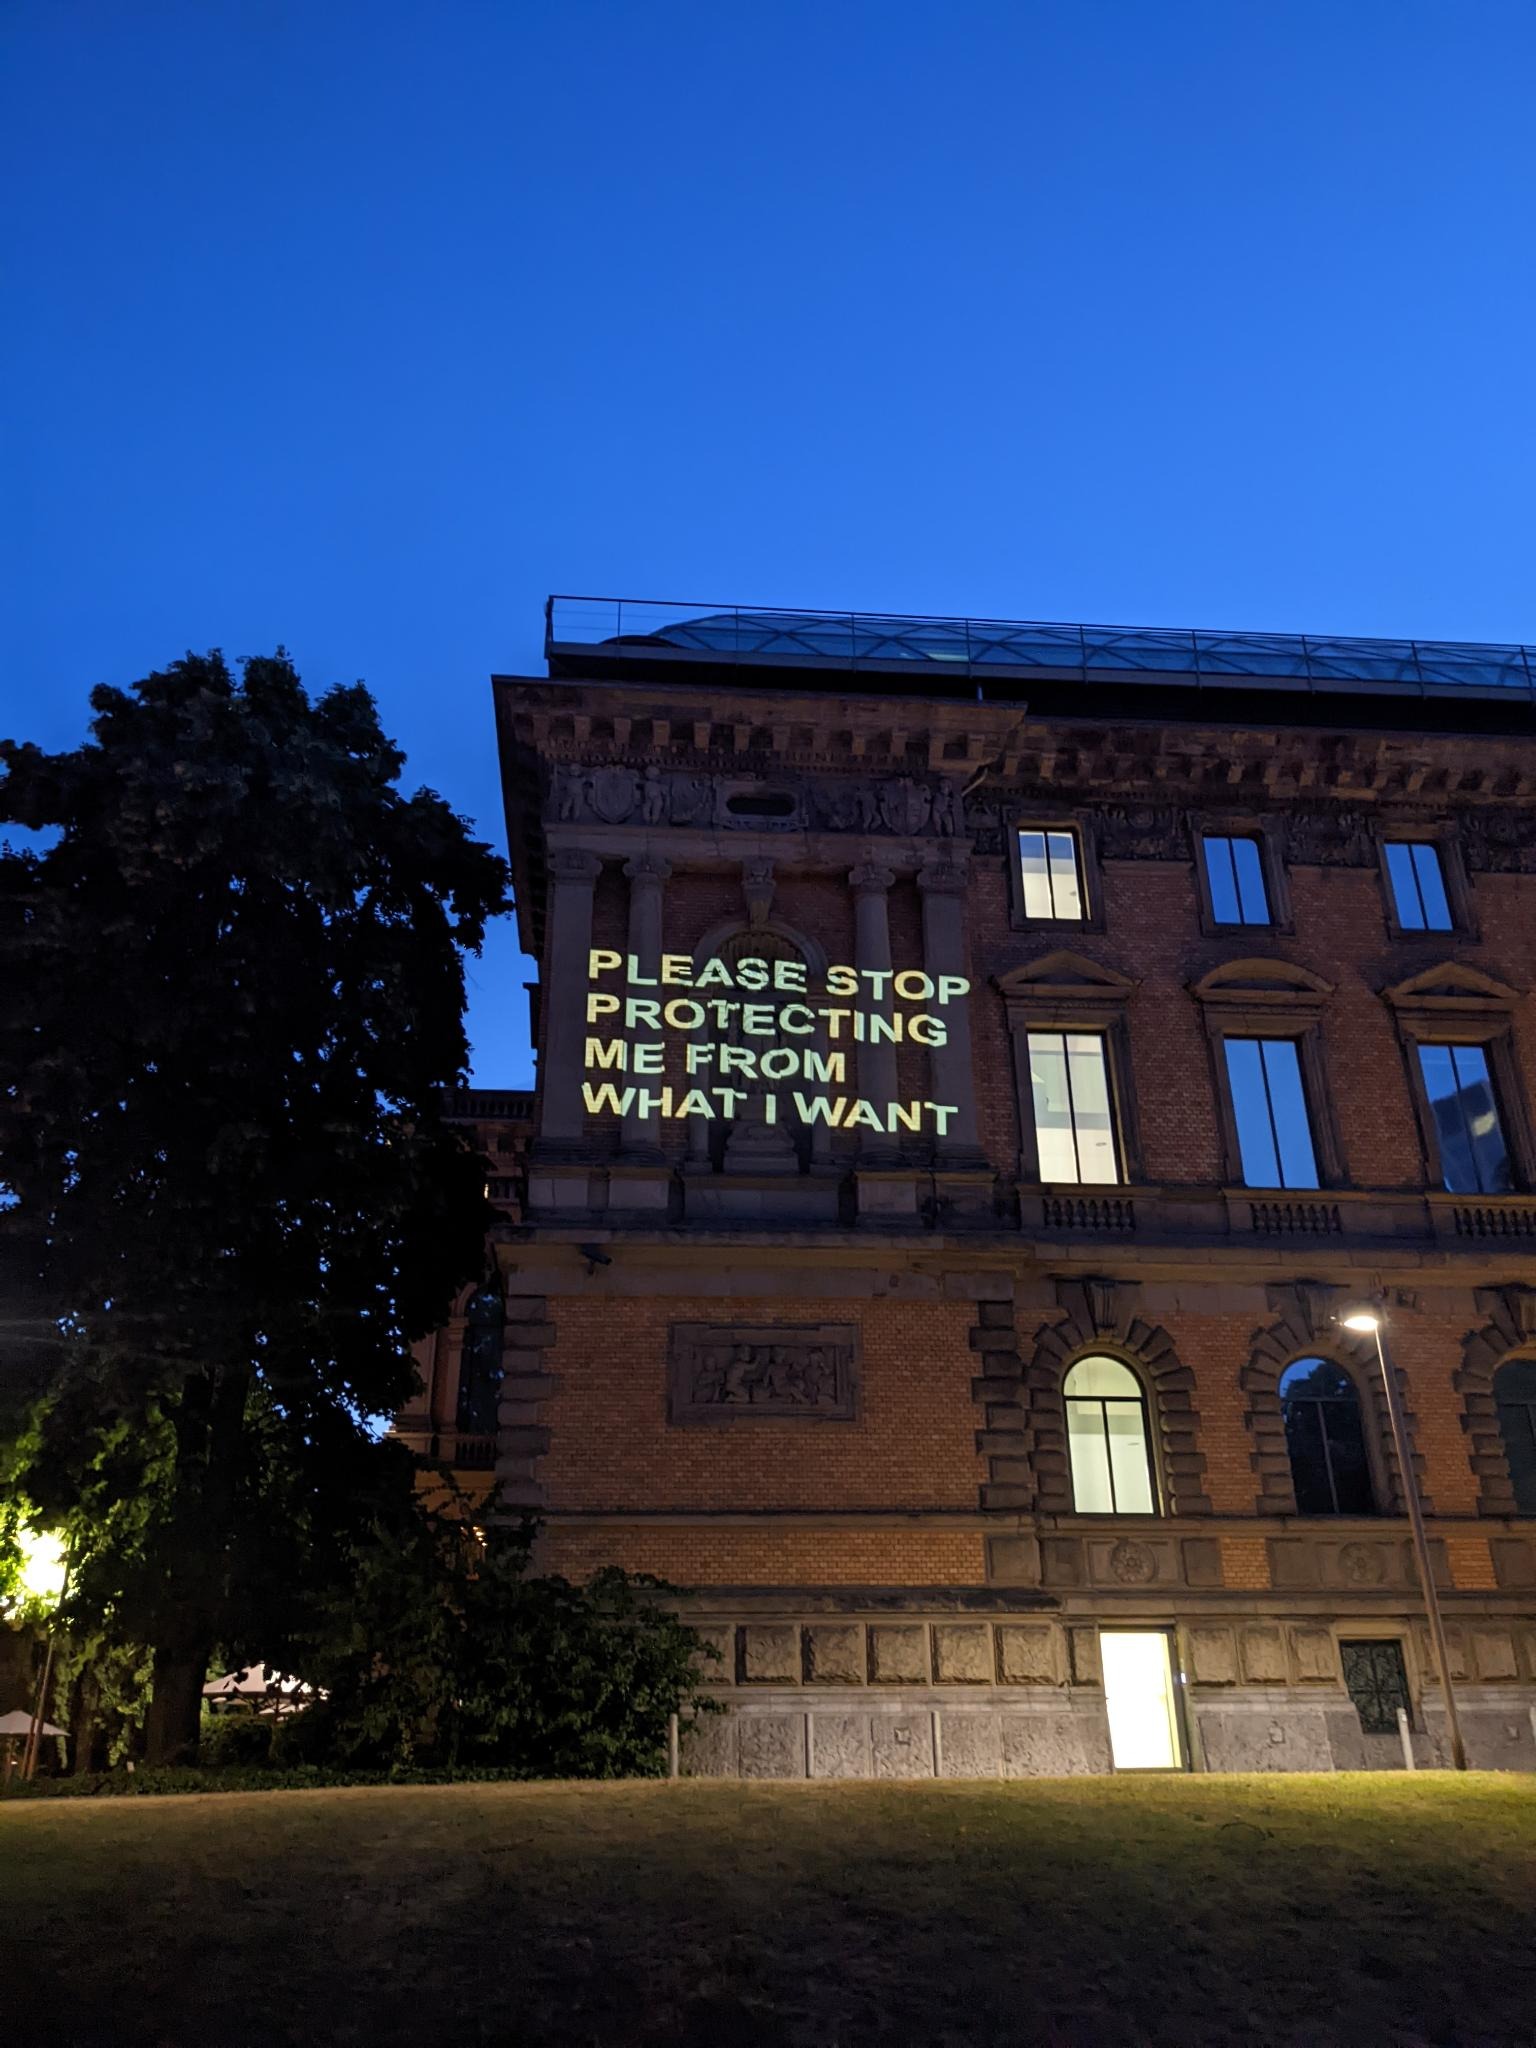 PLEASE STOP
PROTECTING
ME FROM
WHAT I WANT